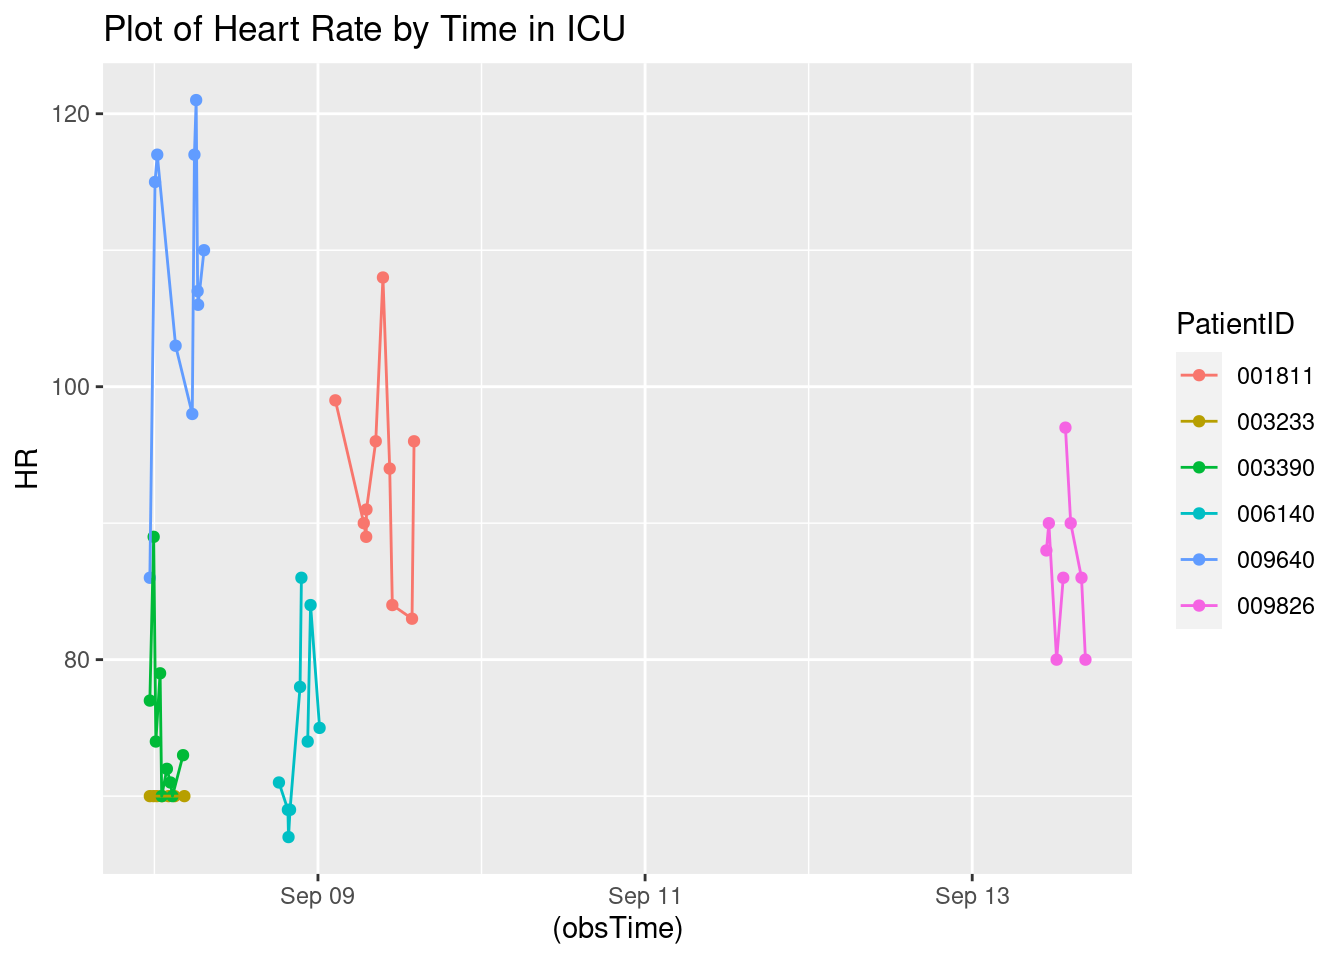 Plot of Heart Rate by Time in ICU
120
100
80
HR
Sep 09
Sep 11
Sep 13
(obsTime)
PatientID
001811
003233
003390
006140
009640
009826